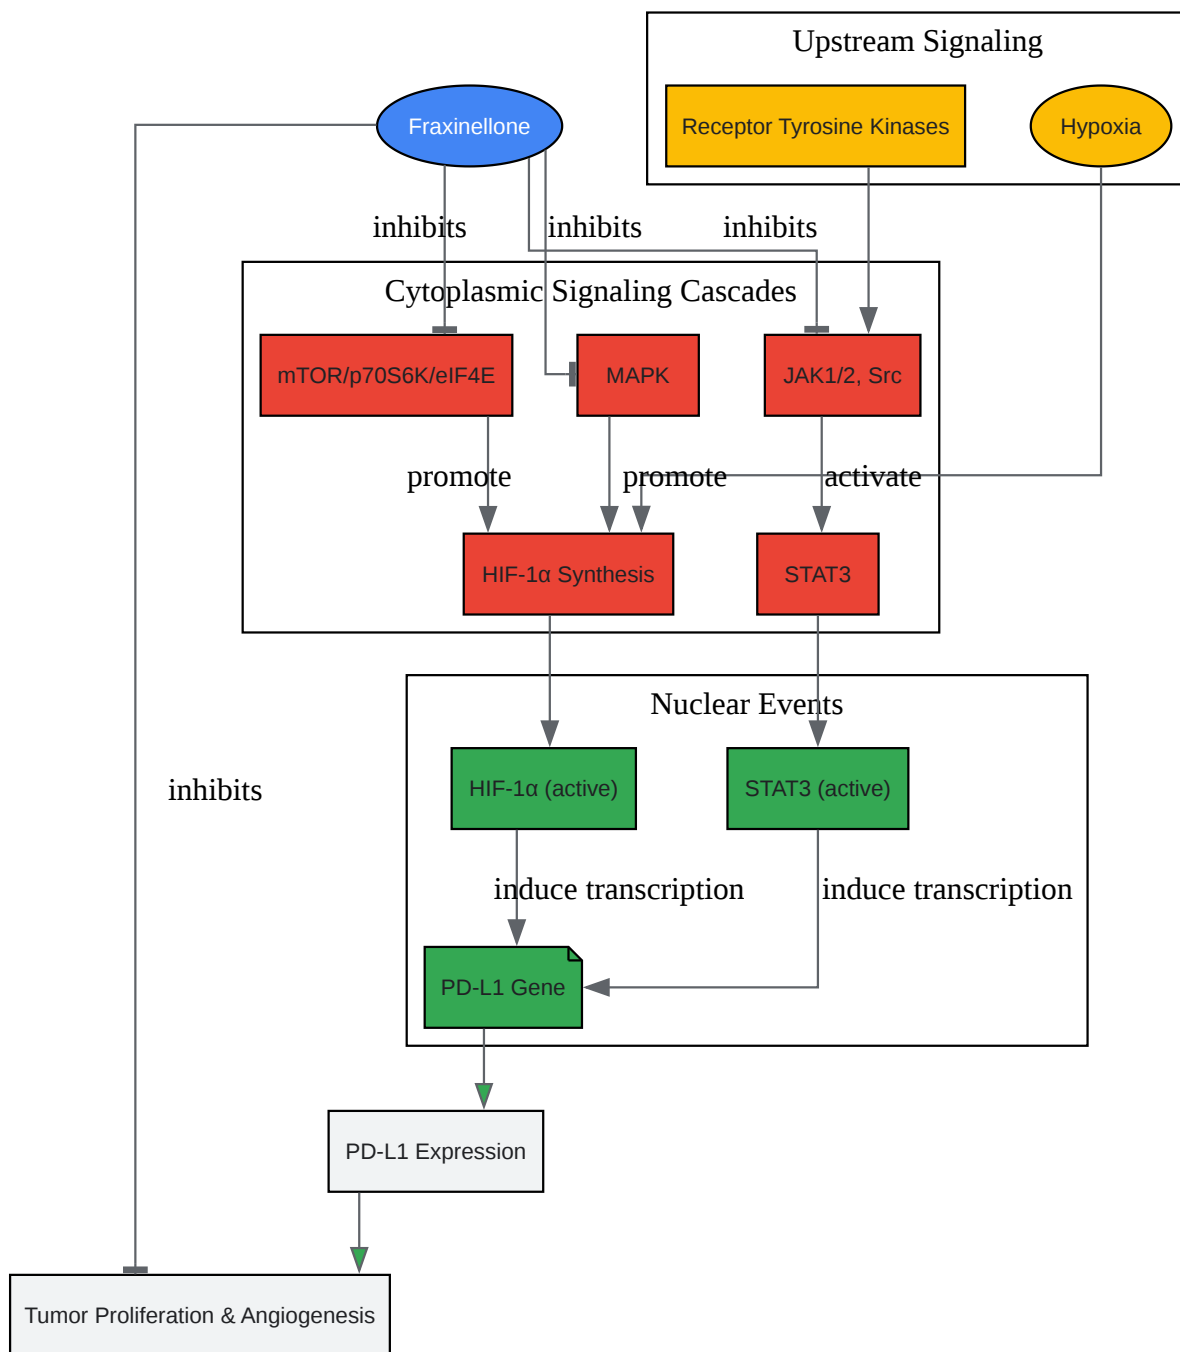 Upstream Signaling
Fraxinellone
Receptor Tyrosine Kinases
Hypoxia
inhibits
inhibits
inhibits
Cytoplasmic Signaling Cascades
mTOR/p70S6K/eIF4E
MAPK
JAK1/2, Src
promote
promote
activate
HIF-1α Synthesis
STAT3
Nuclear Events
HIF-1α (active)
STAT3 (active)
inhibits
induce transcription
induce transcription
PD-L1 Gene
PD-L1 Expression
Tumor Proliferation & Angiogenesis